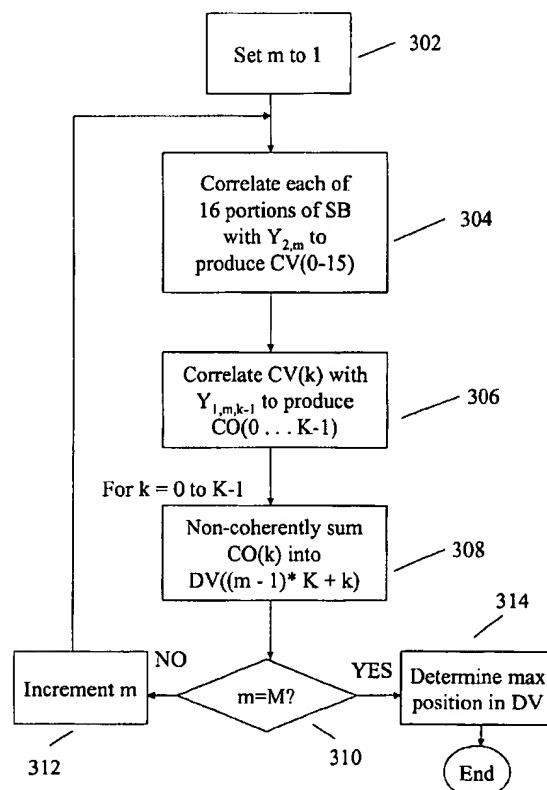 Set m to 1
302
Correlate each of
16 portions of SB
with Y2,m to
produce CV(0-15)
304
Correlate CV(k) with
Y1,m,k-1 to produce
CO(0 . . . K-1)
306
For k = 0 to K-1
Non-coherently sum
CO(k) into
DV((m - 1)* K + k)
308
314
NO
YES
Increment m
m=M?
Determine max
position in DV
312
310
End